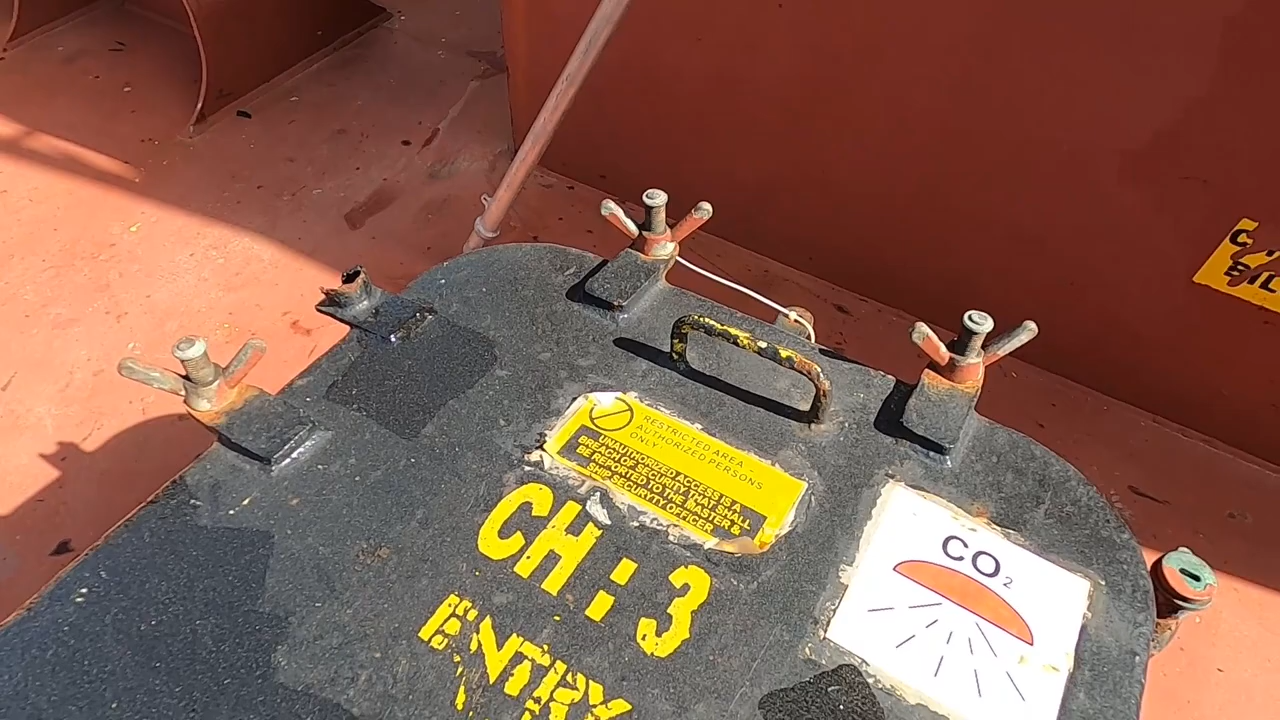 RESTRICTED AREA -
AUTHORIZED PERSONS
ONLY
UNAUTHORIZED ACCESS IS A
BREACH OF SECURITY THAT SHALL
BE REPORTED TO THE MASTER &
SHIP SECURYTY OFFICER
CH : 3
ENTRY
CO2